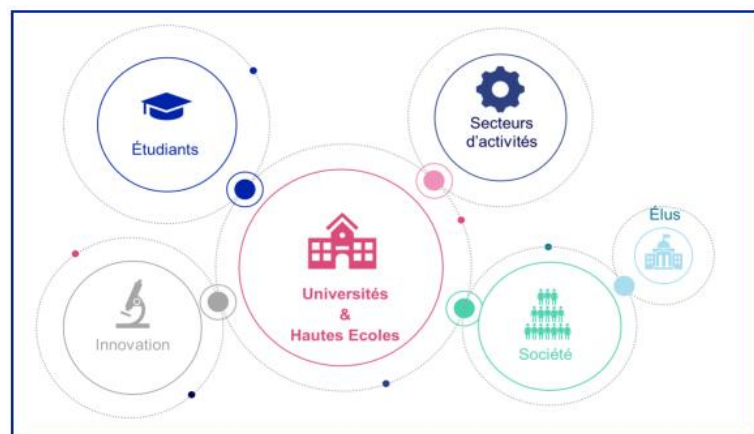 Étudiants
Secteurs
d'activités
Universités
&
Hautes Ecoles
Élus
Innovation
Société